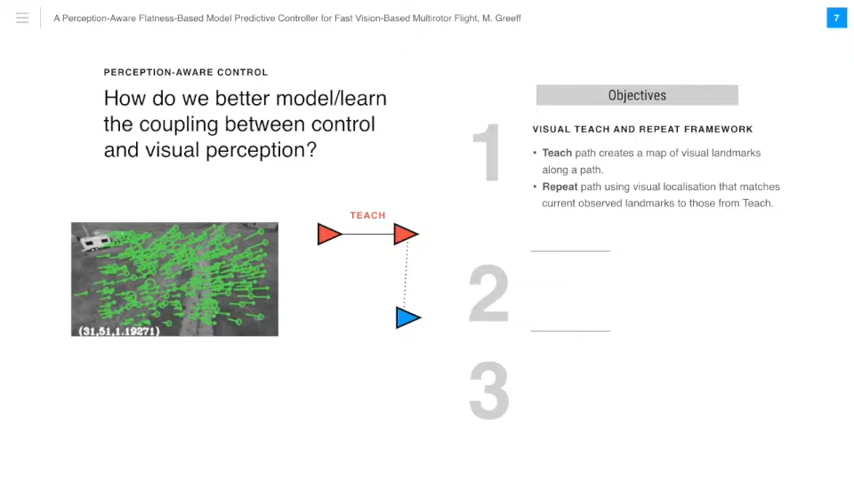 A Perception-Aware Flatness-Based Model Predictive Controller for Fast Vision-Based Multirotor Flight, M. Greeff
7
PERCEPTION-AWARE CONTROL
How do we better model/learn
the coupling between control
and visual perception?
TEACH
(31,51,1.19271)
Objectives
1
VISUAL TEACH AND REPEAT FRAMEWORK
• Teach path creates a map of visual landmarks
along a path.
• Repeat path using visual localisation that matches
current observed landmarks to those from Teach.
2
3